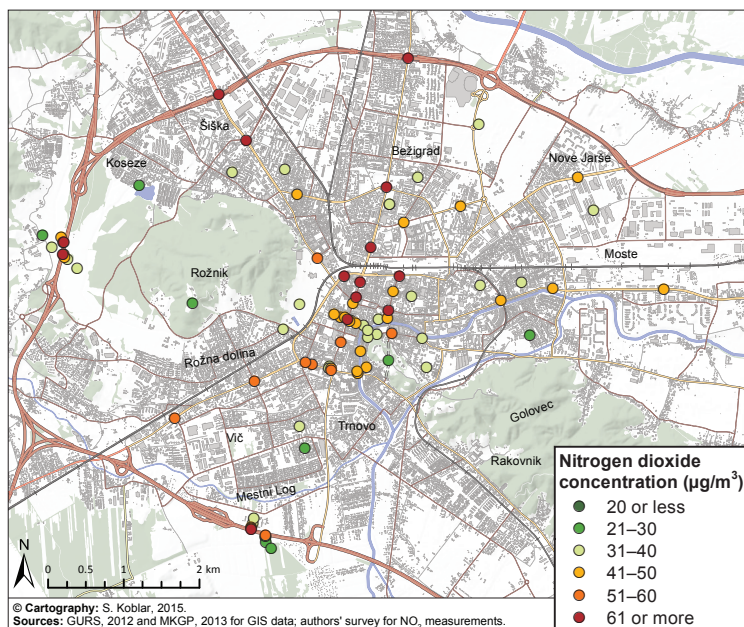 Šiška
Bežigrad
Koseze
Nove Jarše
Moste
Rožnik
Rožna dolina
Golovec
Trnovo
Vič
Rakovnik
Mestni Log
Nitrogen dioxide
concentration (µg/m³)
20 or less
21–30
31–40
41–50
51–60
61 or more
N
0 0.5 1 2 km
© Cartography: S. Koblar, 2015.
Sources: GURS, 2012 and MKGP, 2013 for GIS data; authors' survey for NO₂ measurements.